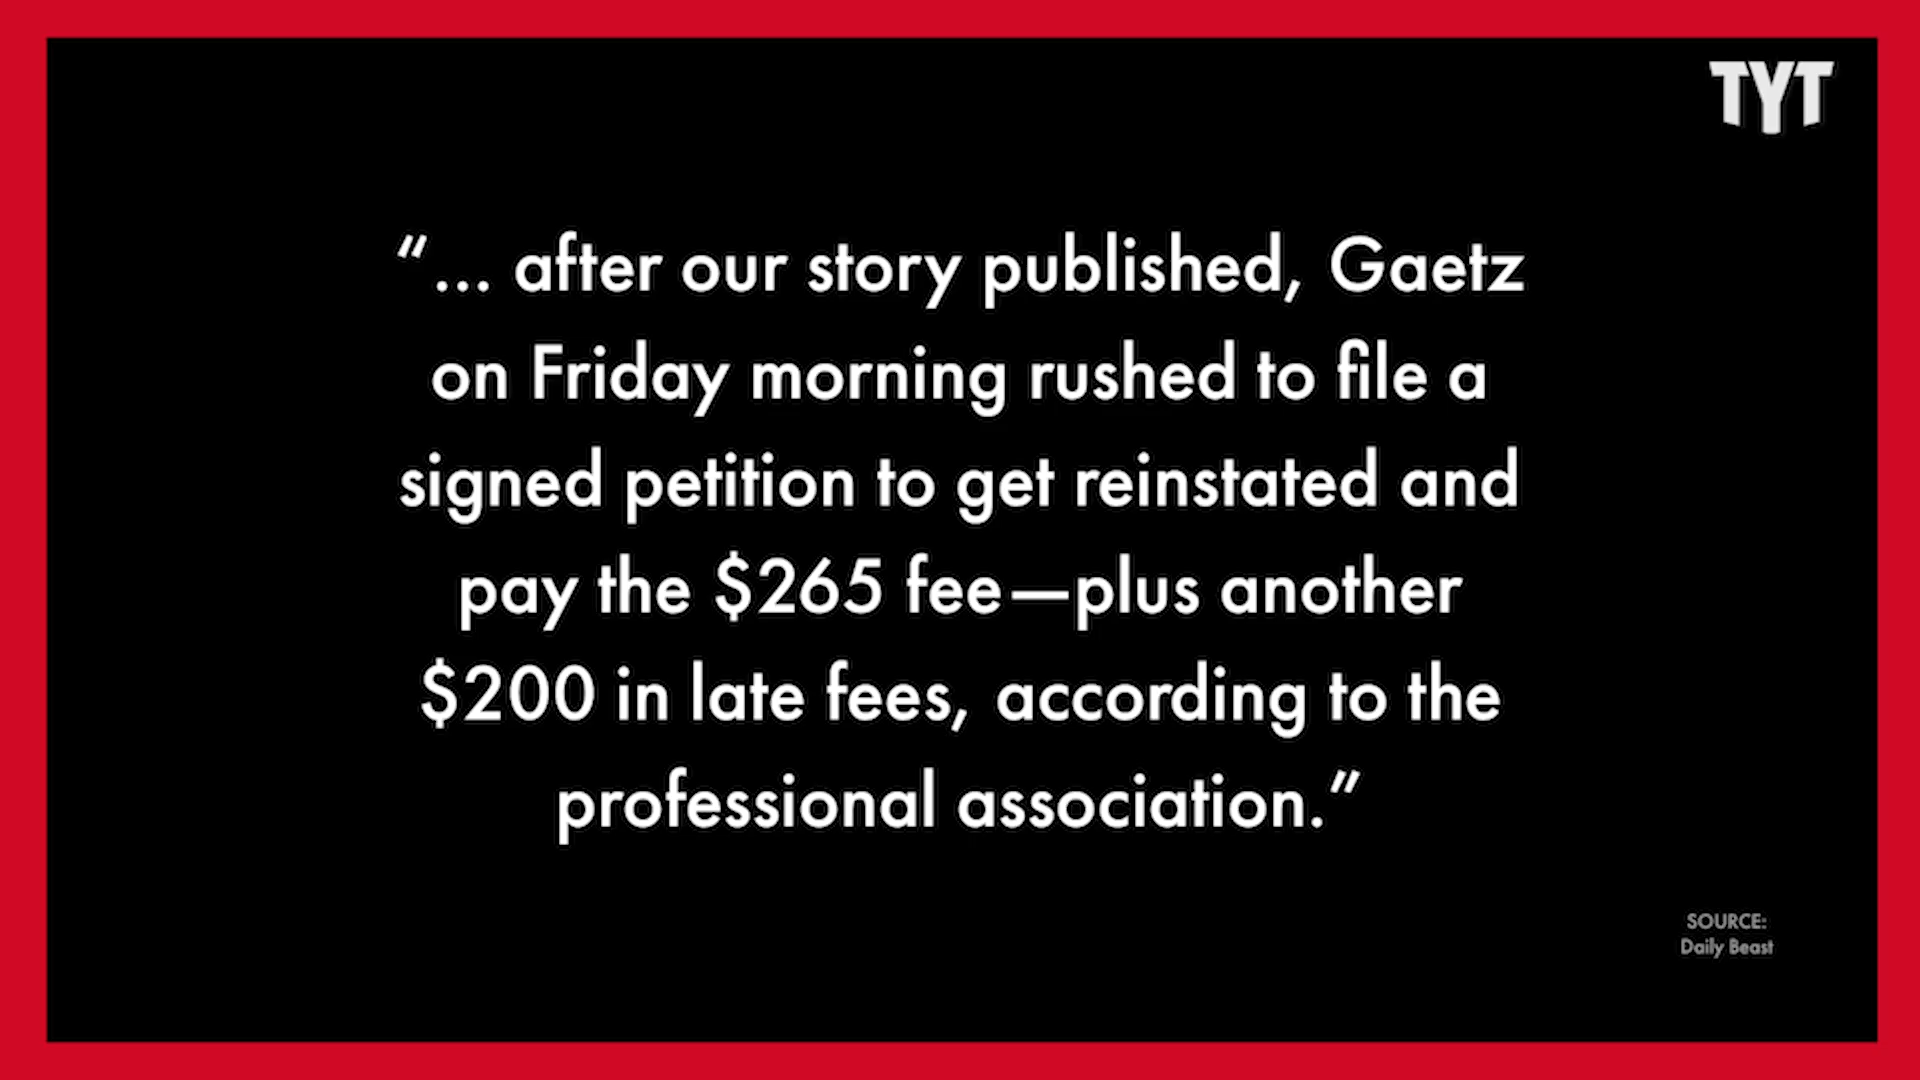 TYT
“... after our story published, Gaetz
on Friday morning rushed to file a
signed petition to get reinstated and
pay the $265 fee—plus another
$200 in late fees, according to the
professional association.”
SOURCE:
Daily Beast